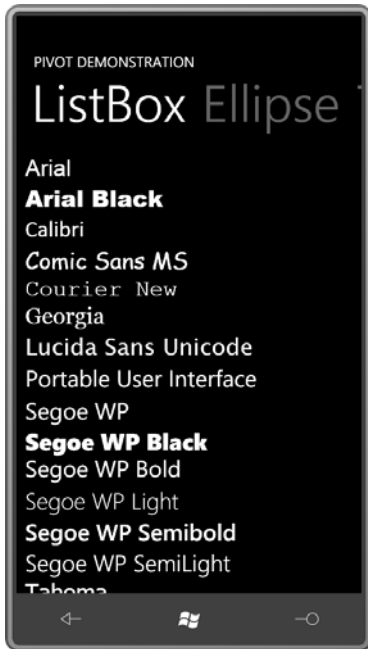 PIVOT DEMONSTRATION
ListBox Ellipse
Arial
Arial Black
Calibri
Comic Sans MS
Courier New
Georgia
Lucida Sans Unicode
Portable User Interface
Segoe WP
Segoe WP Black
Segoe WP Bold
Segoe WP Light
Segoe WP Semibold
Segoe WP SemiLight
Tahoma